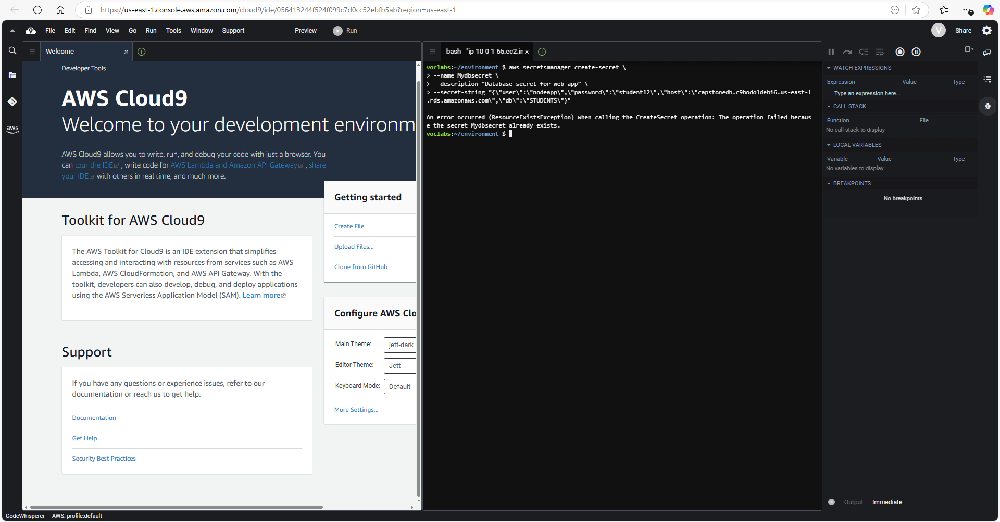 https://us-east-1.console.aws.amazon.com/cloud9/ide/056413244f524f099c7d0cc52ebfb5ab?region=us-east-1
File Edit Find View Go Run Tools Window Support Preview Run V Share
Welcome
Developer Tools
AWS Cloud9
Welcome to your development environm
AWS Cloud9 allows you to write, run, and debug your code with just a browser. You
can tour the IDE , write code for AWS Lambda and Amazon API Gateway , share
your IDE with others in real time, and much more.
Toolkit for AWS Cloud9
The AWS Toolkit for Cloud9 is an IDE extension that simplifies
accessing and interacting with resources from services such as AWS
Lambda, AWS CloudFormation, and AWS API Gateway. With the
toolkit, developers can also develop, debug, and deploy applications
using the AWS Serverless Application Model (SAM). Learn more
Support
If you have any questions or experience issues, refer to our
documentation or reach us to get help.
Documentation
Get Help
Security Best Practices
Getting started
Create File
Upload Files...
Clone from GitHub
Configure AWS Clo
Main Theme: jett-dark
Editor Theme: Jett
Keyboard Mode: Default
More Settings...
bash - "ip-10-0-1-65.ec2.in
voclabs:~/environment $ aws secretsmanager create-secret \
> --name Mydbsecret \
> --description "Database secret for web app" \
> --secret-string "{\"user\":\"nodeapp\",\"password\":\"student12\",\"host\":\"capstonedb.c9bodo1debi6.us-east-1
.rds.amazonaws.com\",\"db\":\"STUDENTS\"}"
An error occurred (ResourceExistsException) when calling the CreateSecret operation: The operation failed becaus
e the secret Mydbsecret already exists.
voclabs:~/environment $
WATCH EXPRESSIONS
Expression Value Type
Type an expression here...
CALL STACK
Function File
No call stack to display
LOCAL VARIABLES
Variable Value Type
No variables to display
BREAKPOINTS
No breakpoints
Output Immediate
aws
CodeWhisperer AWS: profile:default